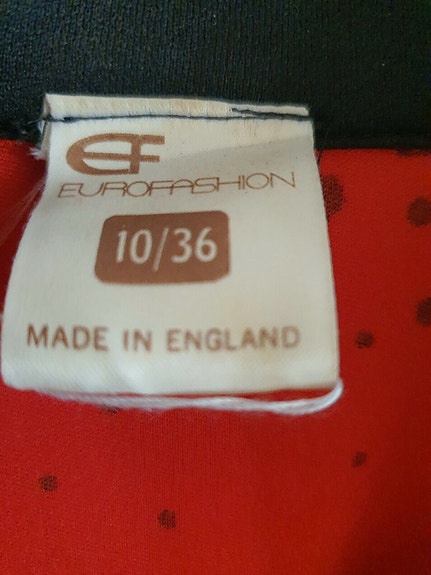 EF
EUROFASHION
10/36
MADE IN ENGLAND